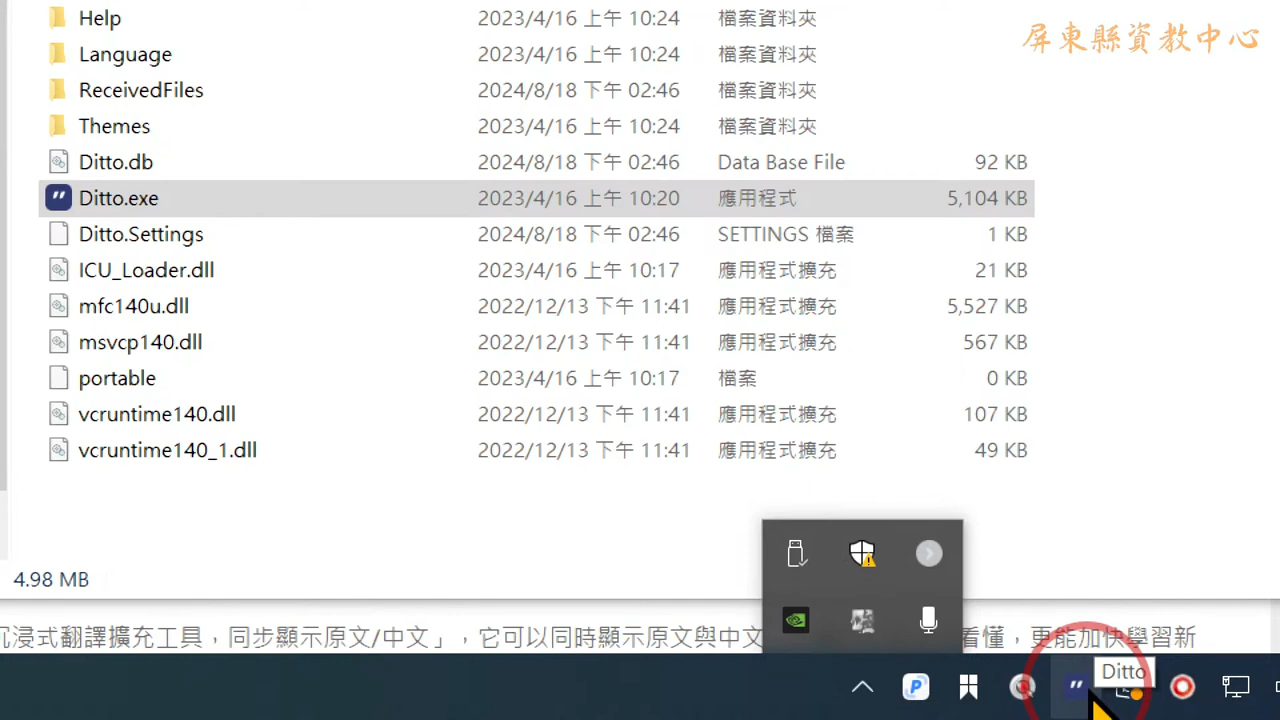 屏東縣資教中心
Help 2023/4/16 上午 10:24 檔案資料夾
Language 2023/4/16 上午 10:24 檔案資料夾
ReceivedFiles 2024/8/18 下午 02:46 檔案資料夾
Themes 2023/4/16 上午 10:24 檔案資料夾
Ditto.db 2024/8/18 下午 02:46 Data Base File 92 KB
Ditto.exe 2023/4/16 上午 10:20 應用程式 5,104 KB
Ditto.Settings 2024/8/18 下午 02:46 SETTINGS 檔案 1 KB
ICU_Loader.dll 2023/4/16 上午 10:17 應用程式擴充 21 KB
mfc140u.dll 2022/12/13 下午 11:41 應用程式擴充 5,527 KB
msvcp140.dll 2022/12/13 下午 11:41 應用程式擴充 567 KB
portable 2023/4/16 上午 10:17 檔案 0 KB
vcruntime140.dll 2022/12/13 下午 11:41 應用程式擴充 107 KB
vcruntime140_1.dll 2022/12/13 下午 11:41 應用程式擴充 49 KB
4.98 MB
沉浸式翻譯擴充工具，同步顯示原文/中文」，它可以同時顯示原文與中文 看懂，更能加快學習新
Ditto